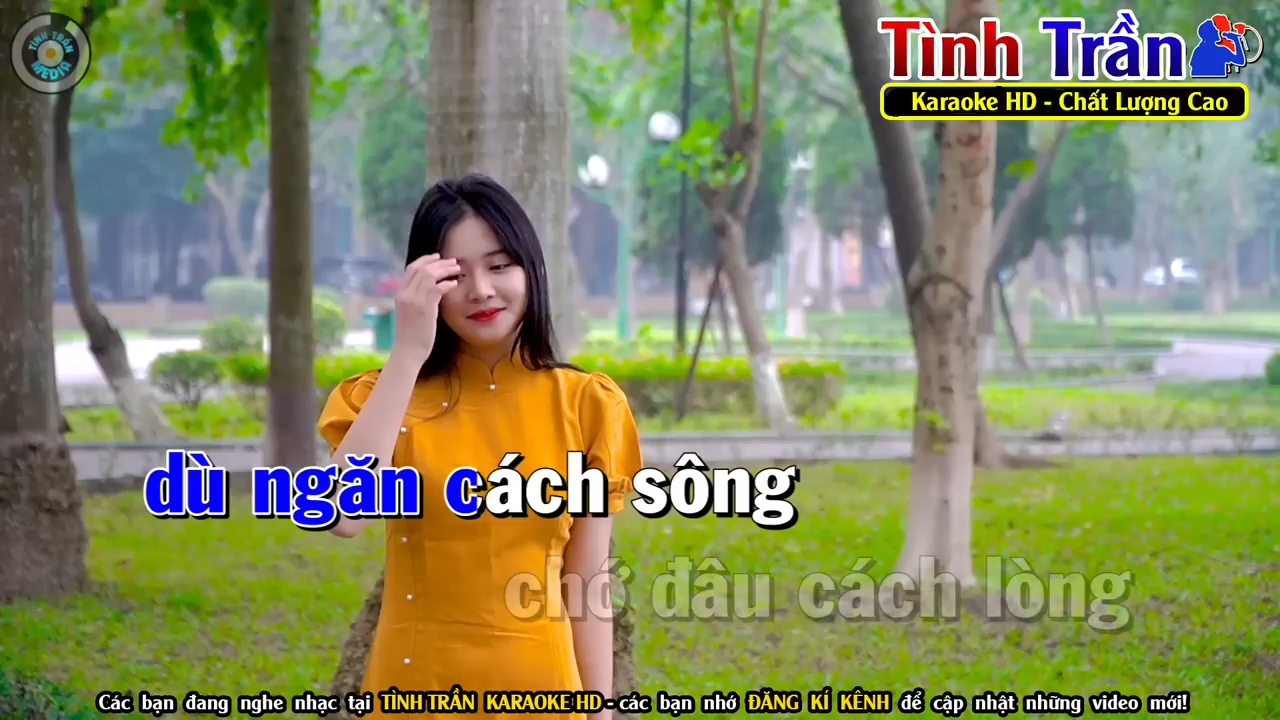 TÌNH TRẦN
MEDIA
Tình Trần
Karaoke HD - Chất Lượng Cao
dù ngăn cách sông
chớ đâu cách lòng
Các bạn đang nghe nhạc tại TÌNH TRẦN KARAOKE HD - các bạn nhớ ĐĂNG KÍ KÊNH để cập nhật những video mới!